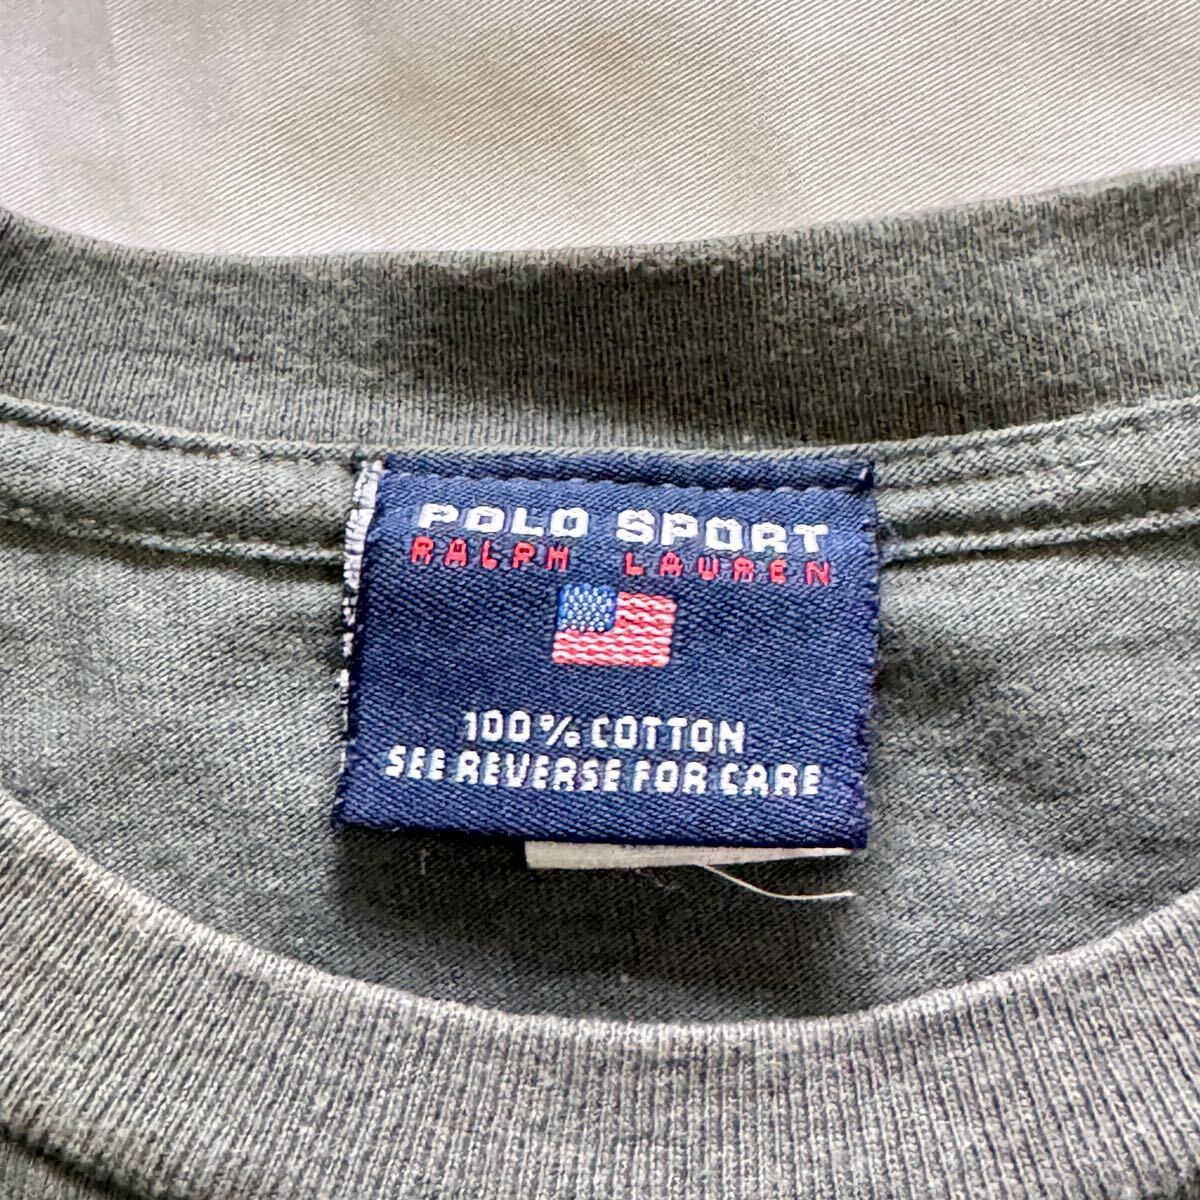 POLO SPORT
RALPH LAUREN
100% COTTON
SEE REVERSE FOR CARE